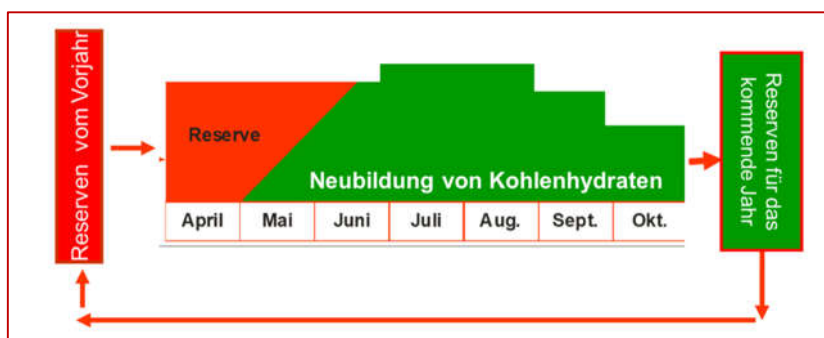 Reserven vom Vorjahr
Reserve
Neubildung von Kohlenhydraten
April Mai Juni Juli Aug. Sept. Okt.
Reserven für das
kommende Jahr